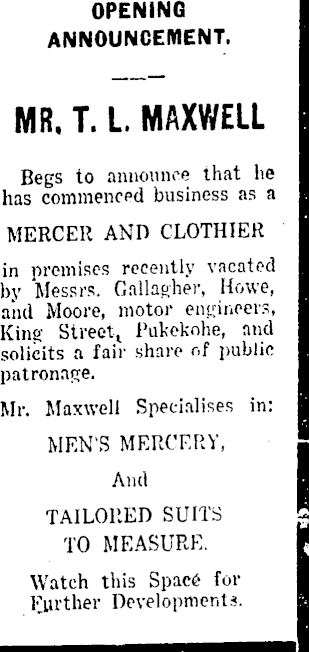 OPENING
ANNOUNCEMENT.
MR. T. L. MAXWELL
Begs to announce that he
has commenced business as a
MERCER AND CLOTHIER
in premises recently vacated
by Messrs. Gallagher, Howe,
and Moore, motor engineers,
King Street, Pukekohe, and
solicits a fair share of public
patronage.
Mr. Maxwell Specialises in:
MEN'S MERCERY,
And
TAILORED SUITS
TO MEASURE.
Watch this Space for
Further Developments.